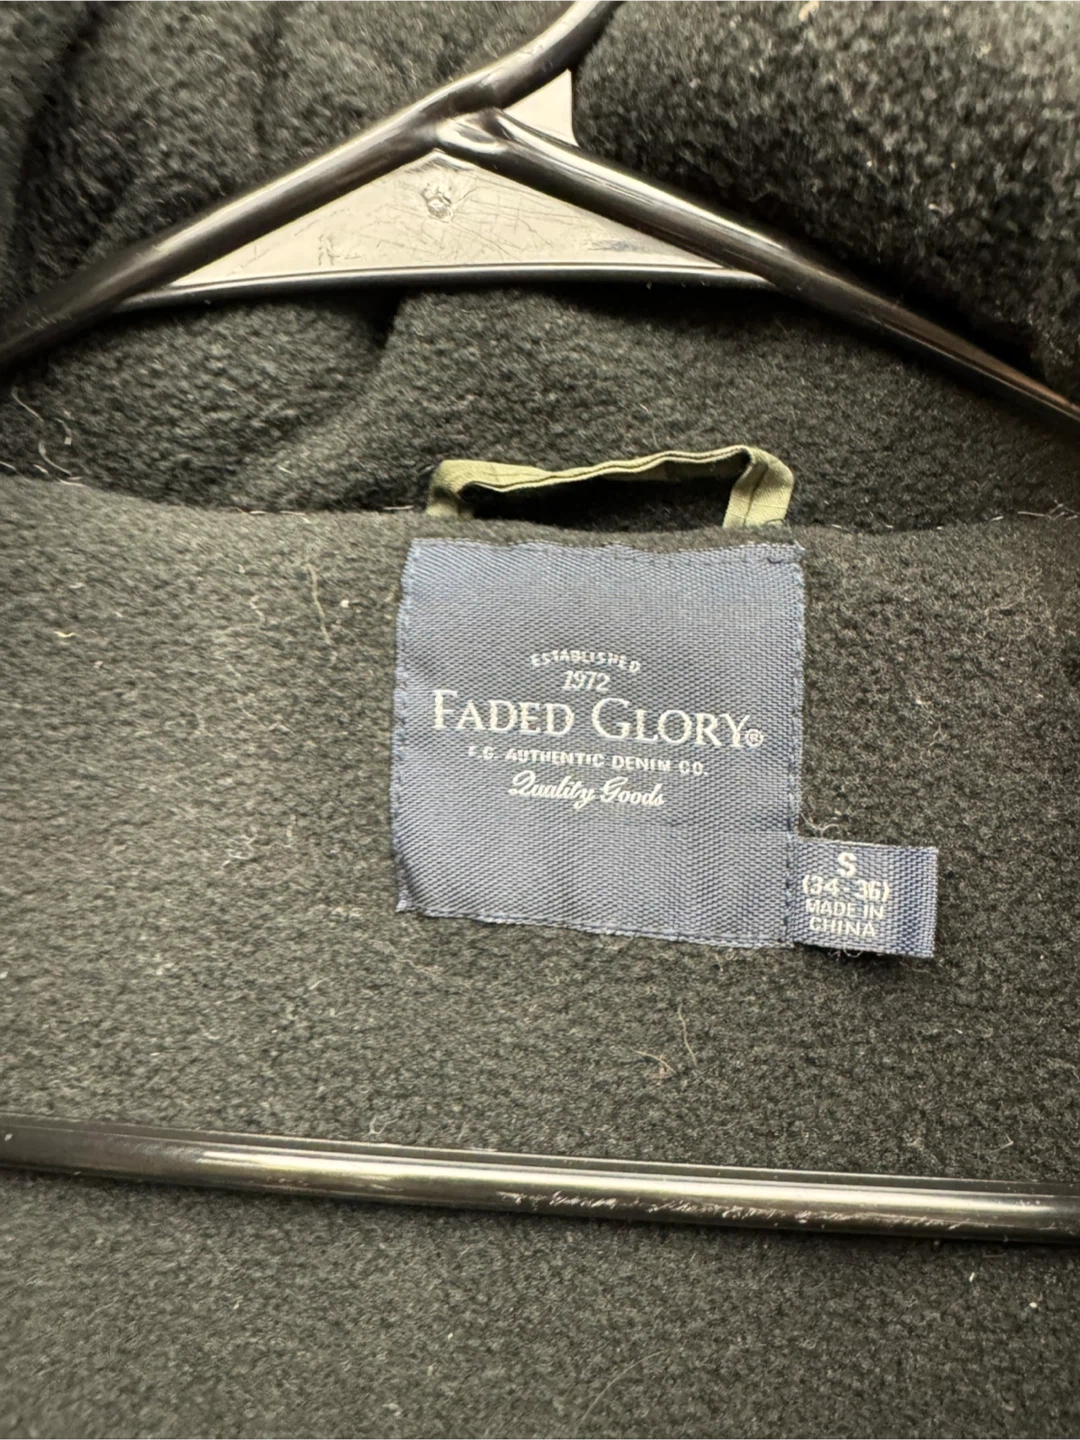 ESTABLISHED
1972
FADED GLORY®
F.G. AUTHENTIC DENIM CO.
Quality Goods
S
(34-36)
MADE IN
CHINA